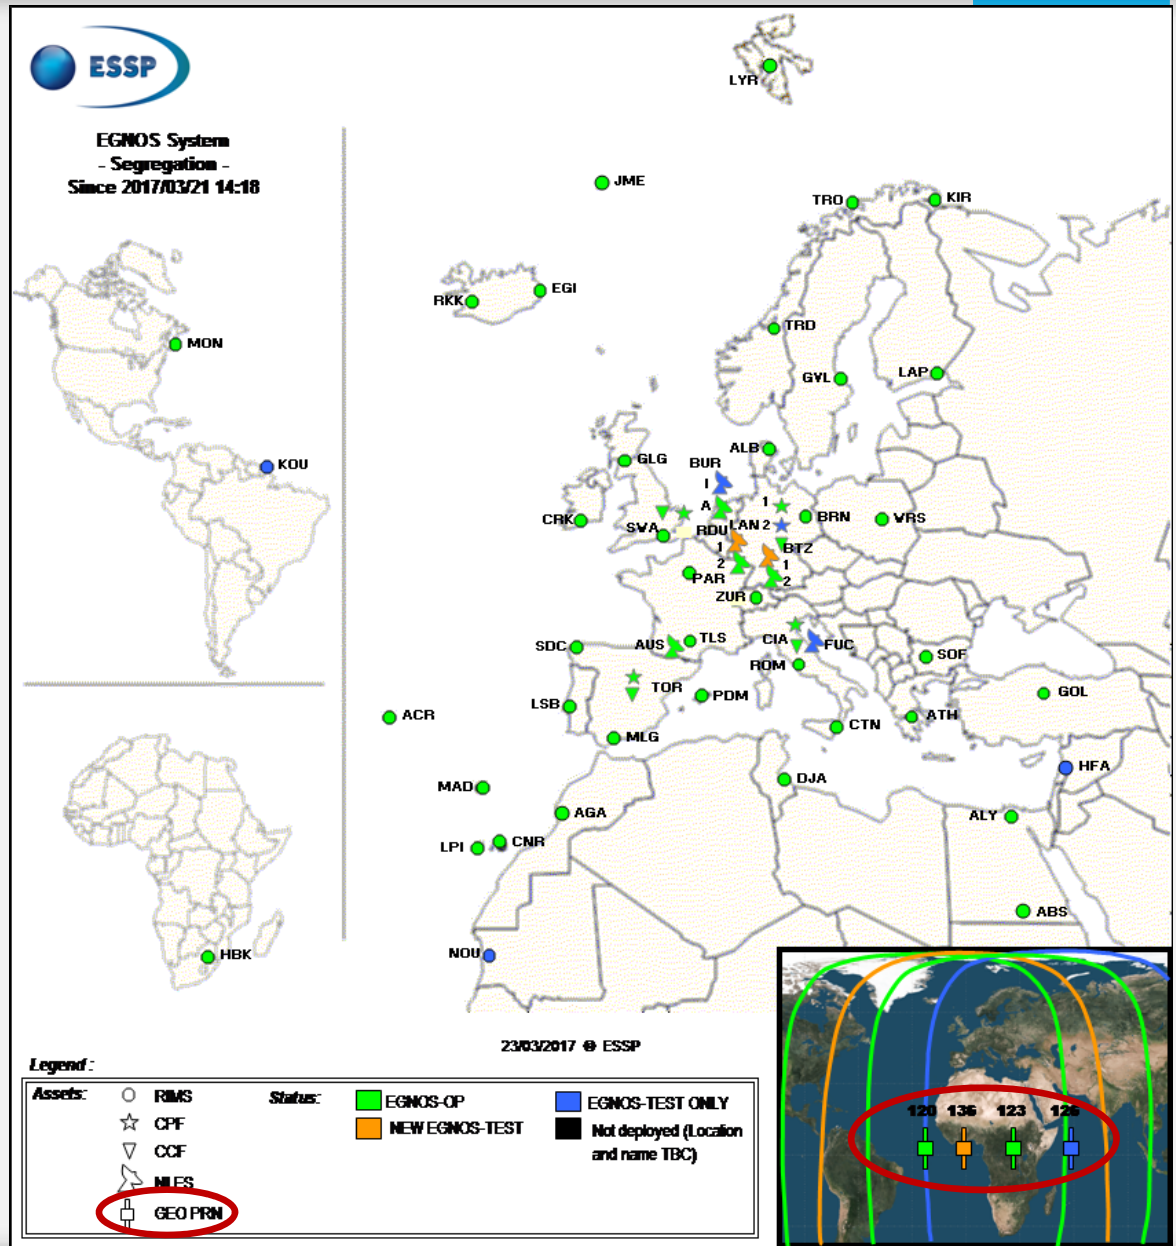 ESSP
EGNOS System
- Segregation -
Since 2017/03/21 14:18
LYR
JME
TRO
KIR
RKK
EGI
TRD
GVL
LAP
MON
KOU
ALB
GLG
BUR
1
A
CRK
SWA
RDU
LAN
1
2
BRN
WRS
1
2
BTZ
1
2
PAR
ZUR
SDC
AUS
TLS
CIA
FUC
ROM
SOF
TOR
LSB
PDM
GOL
ACR
MLG
CTN
ATH
MAD
DJA
HFA
AGA
ALY
LPI
CNR
ABS
NOU
HBK
23/03/2017 © ESSP
120 136 123 126
Legend :
Assets:
RIMS
CPF
CCF
NLES
GEO PRN
Status:
EGNOS-OP
NEW EGNOS-TEST
EGNOS-TEST ONLY
Not deployed (Location
and name TBC)